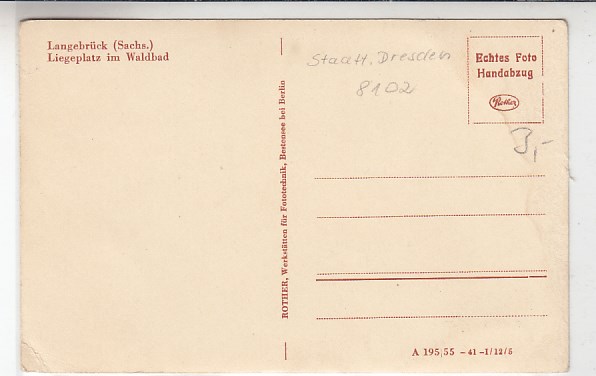 Langebrück (Sachs.)
Liegeplatz im Waldbad
ROTHER, Werkstätten für Fototechnik, Bestensee bei Berlin
Staatl. Dresden
8102
Echtes Foto
Handabzug
Rother
3,-
A 195/55 - 41 - 1/12/5